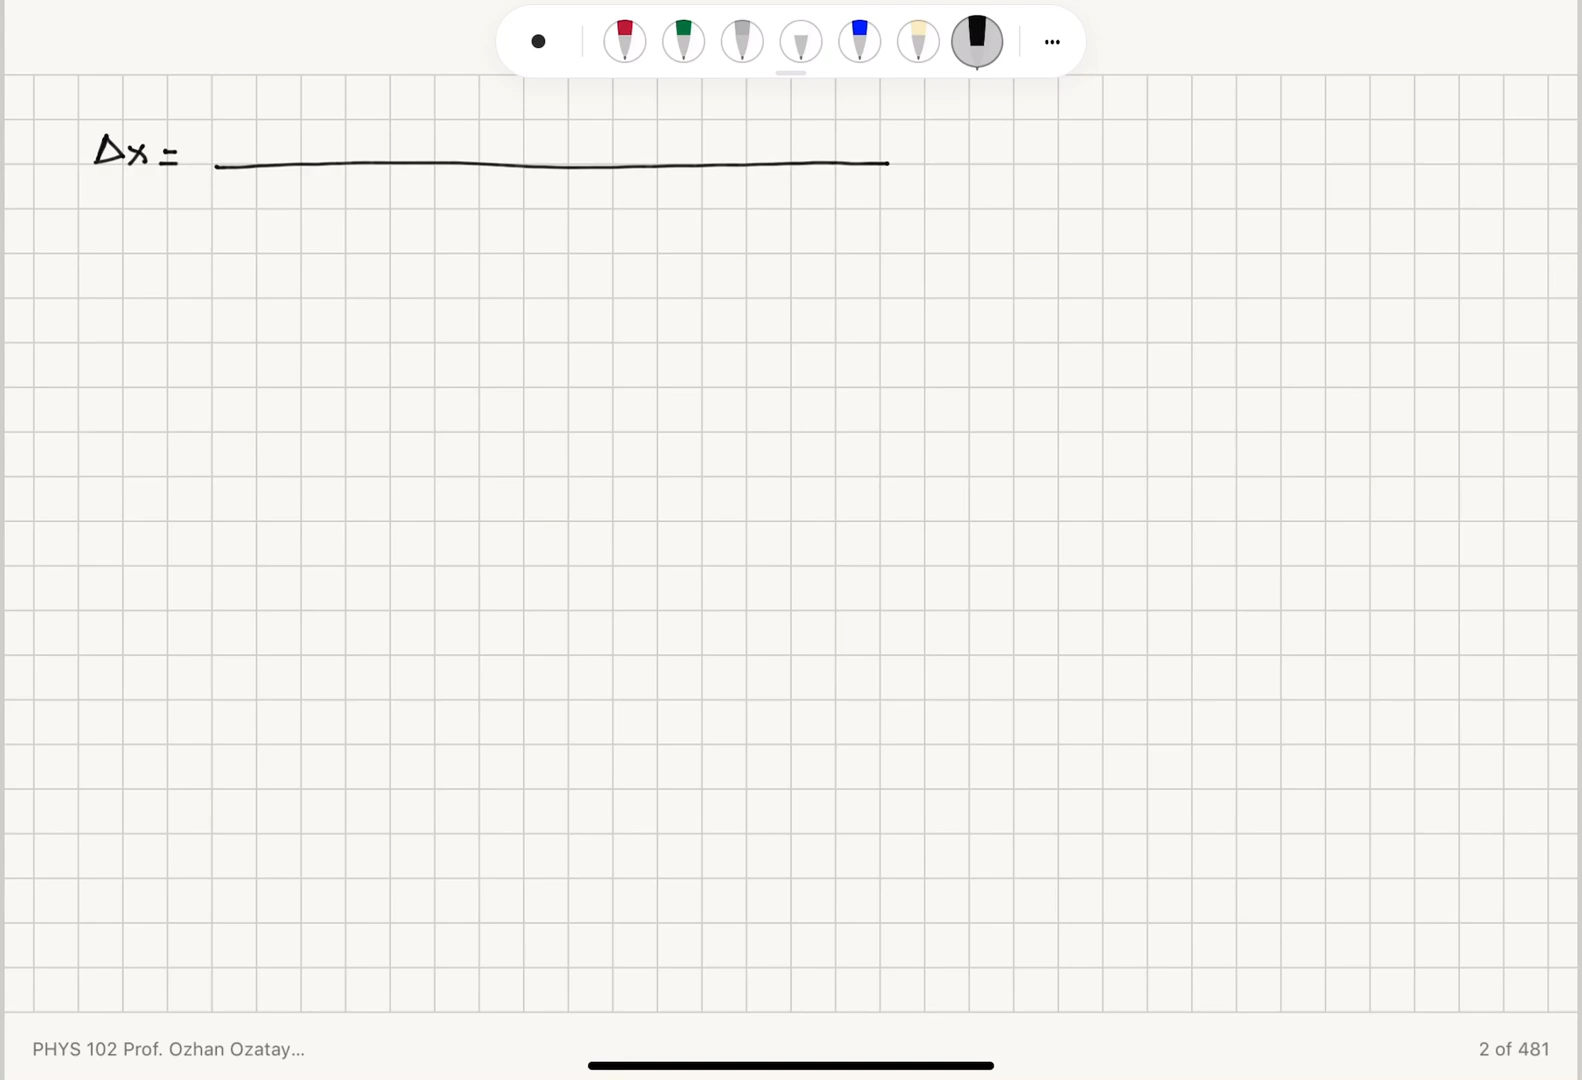 Δx =
PHYS 102 Prof. Ozhan Ozatay...
2 of 481